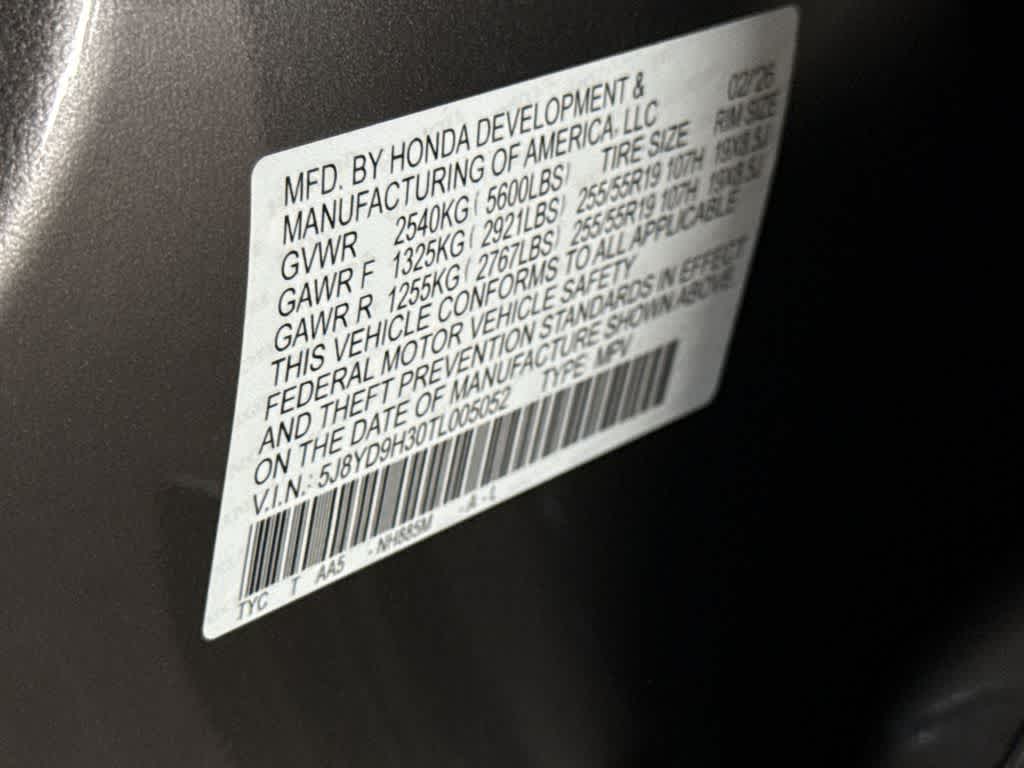 MFD. BY HONDA DEVELOPMENT & 02/26
MANUFACTURING OF AMERICA, LLC
GVWR 2540KG ( 5600LBS) TIRE SIZE RIM SIZE
GAWR F 1325KG ( 2921LBS) 255/55R19 107H 19X8.5J
GAWR R 1255KG ( 2767LBS) 255/55R19 107H 19X8.5J
THIS VEHICLE CONFORMS TO ALL APPLICABLE
FEDERAL MOTOR VEHICLE SAFETY
AND THEFT PREVENTION STANDARDS IN EFFECT
ON THE DATE OF MANUFACTURE SHOWN ABOVE.
V.I.N.: 5J8YD9H30TL005052 TYPE: MPV
TYC T AA5 - NH885M -A - L